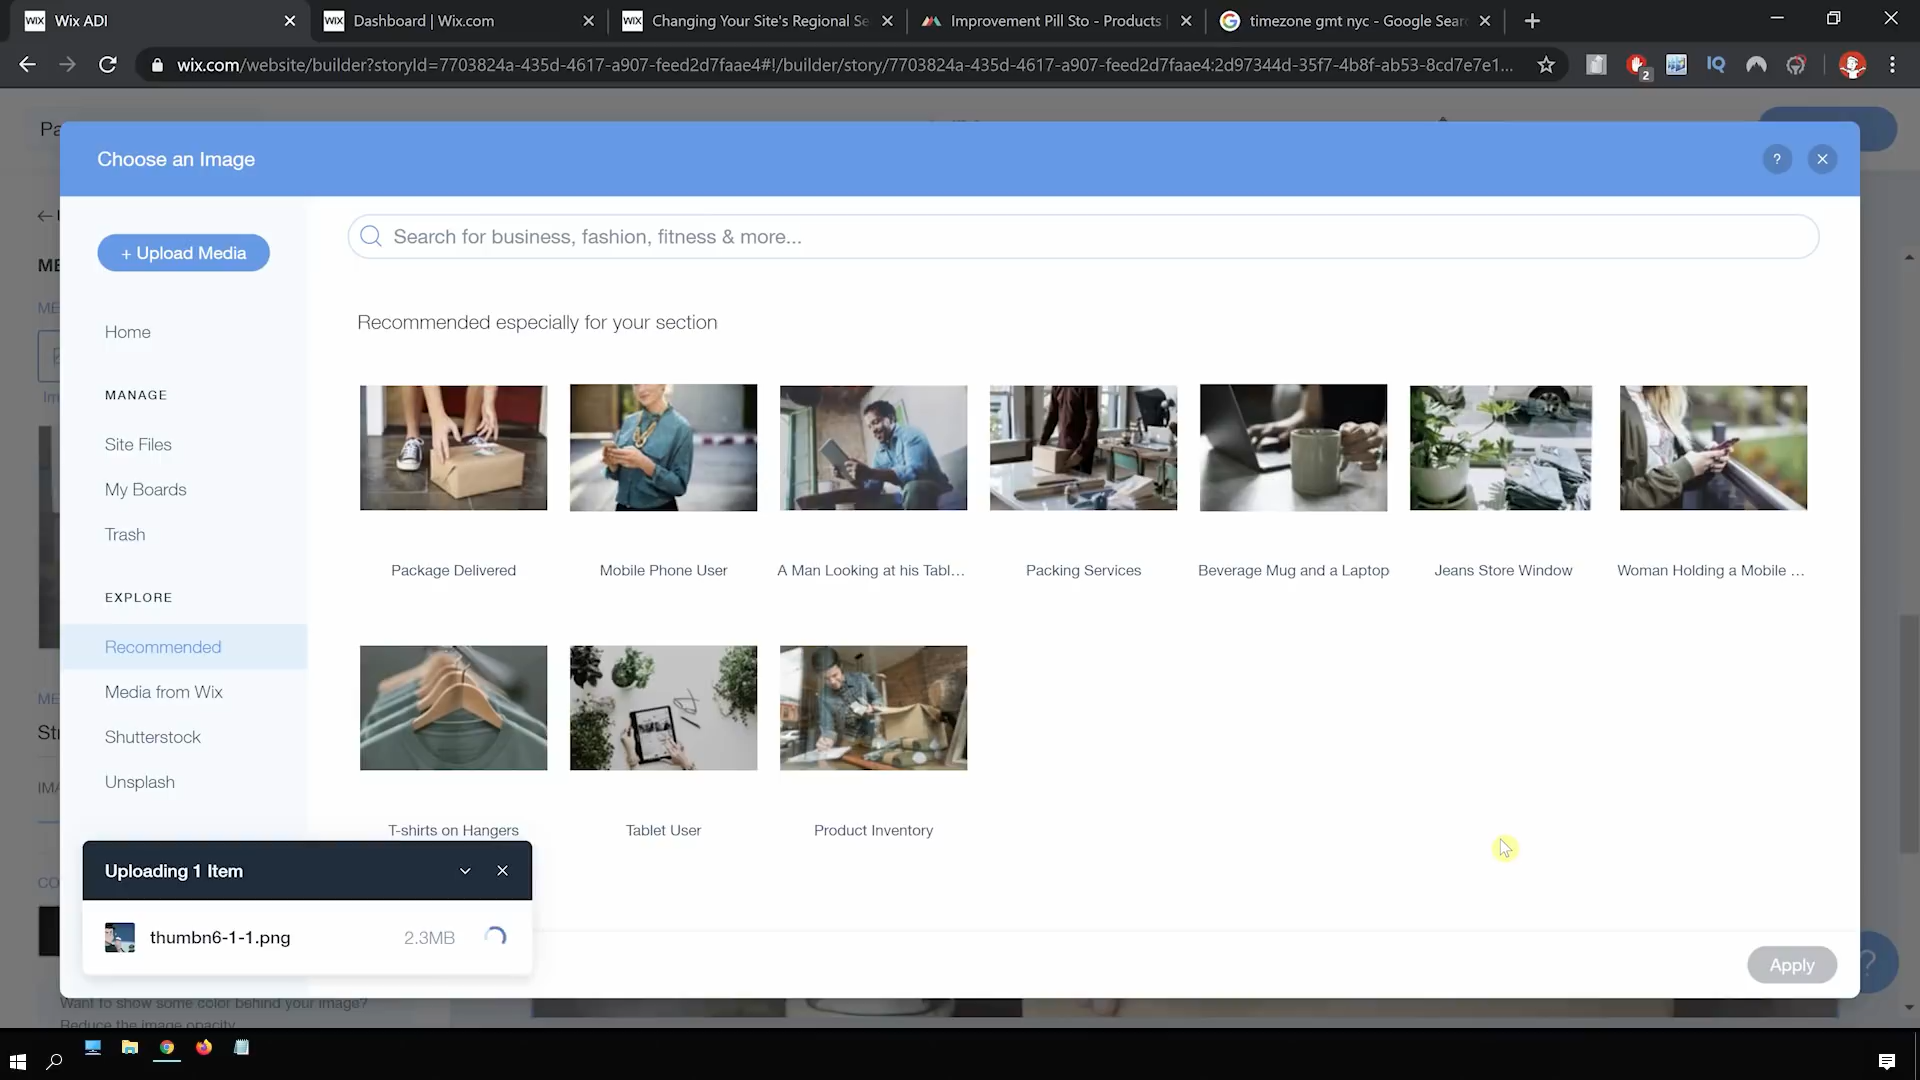 Wix ADI
Dashboard | Wix.com
Changing Your Site's Regional Se
Improvement Pill Sto - Products
timezone gmt nyc - Google Searc
wix.com/website/builder?storyId=7703824a-435d-4617-a907-feed2d7faae4#!/builder/story/7703824a-435d-4617-a907-feed2d7faae4:2d97344d-35f7-4b8f-ab53-8cd7e7e1...
2
IQ
Pa
Choose an Image
?
+ Upload Media
Search for business, fashion, fitness & more...
Recommended especially for your section
Home
MANAGE
Site Files
My Boards
Trash
EXPLORE
Recommended
Media from Wix
Shutterstock
Unsplash
Package Delivered
Mobile Phone User
A Man Looking at his Tabl...
Packing Services
Beverage Mug and a Laptop
Jeans Store Window
Woman Holding a Mobile ...
T-shirts on Hangers
Tablet User
Product Inventory
Uploading 1 Item
thumbn6-1-1.png
2.3MB
Apply
?
Want to show some color behind your image?
Reduce the image opacity